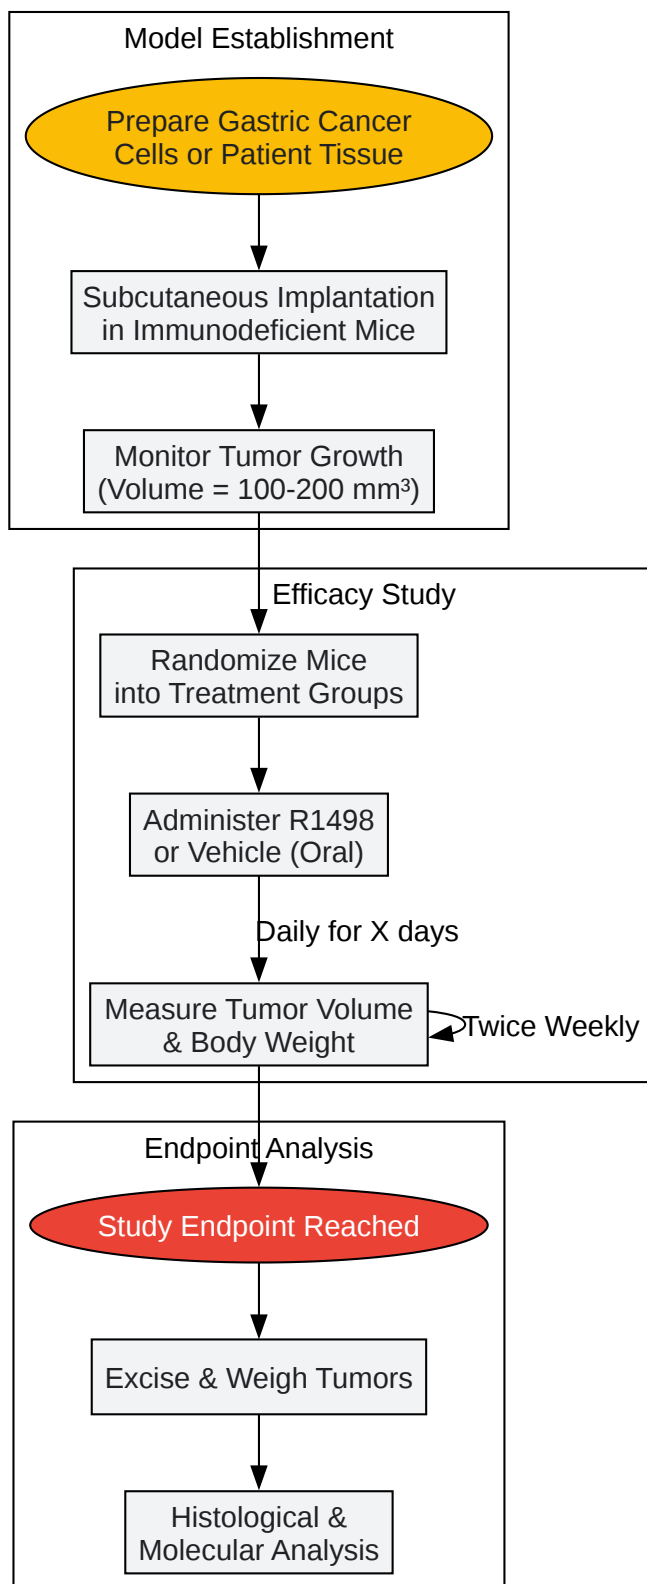 Model Establishment
Prepare Gastric Cancer
Cells or Patient Tissue
Subcutaneous Implantation
in Immunodeficient Mice
Monitor Tumor Growth
(Volume = 100-200 mm³)
Efficacy Study
Randomize Mice
into Treatment Groups
Administer R1498
or Vehicle (Oral)
Daily for X days
Measure Tumor Volume
& Body Weight
Twice Weekly
Endpoint Analysis
Study Endpoint Reached
Excise & Weigh Tumors
Histological &
Molecular Analysis